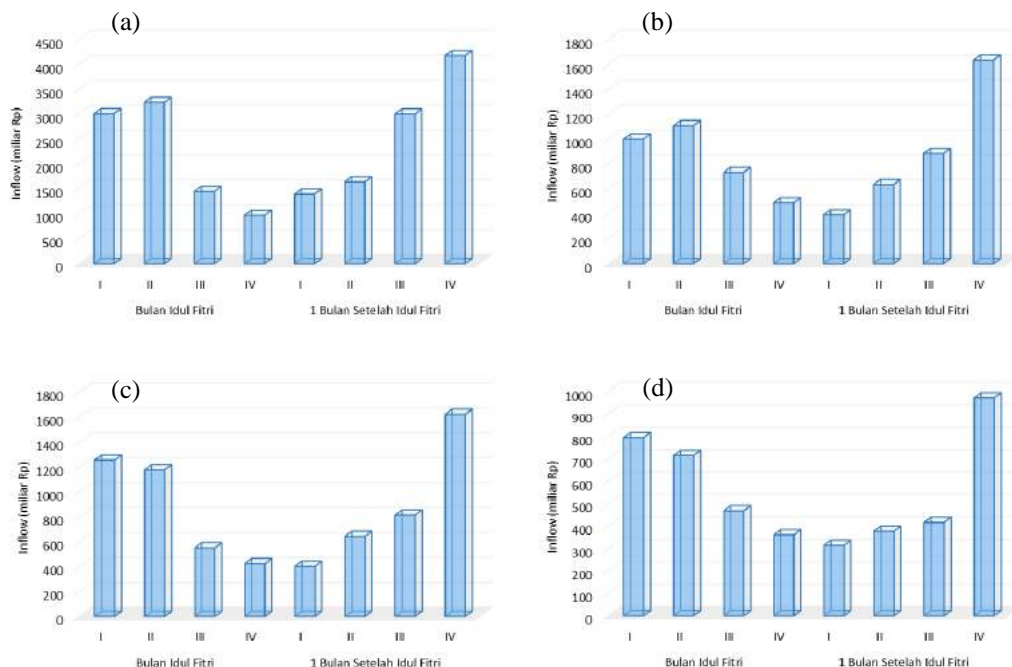 (a)
4500
4000
3500
3000
2500
2000
1500
1000
500
0
Inflow (miliar Rp)
I II III IV I II III IV
Bulan Idul Fitri 1 Bulan Setelah Idul Fitri
(b)
1800
1600
1400
1200
1000
800
600
400
200
0
Inflow (miliar Rp)
I II III IV I II III IV
Bulan Idul Fitri 1 Bulan Setelah Idul Fitri
(c)
1800
1600
1400
1200
1000
800
600
400
200
0
Inflow (miliar Rp)
I II III IV I II III IV
Bulan Idul Fitri 1 Bulan Setelah Idul Fitri
(d)
1000
900
800
700
600
500
400
300
200
100
0
Inflow (miliar Rp)
I II III IV I II III IV
Bulan Idul Fitri 1 Bulan Setelah Idul Fitri